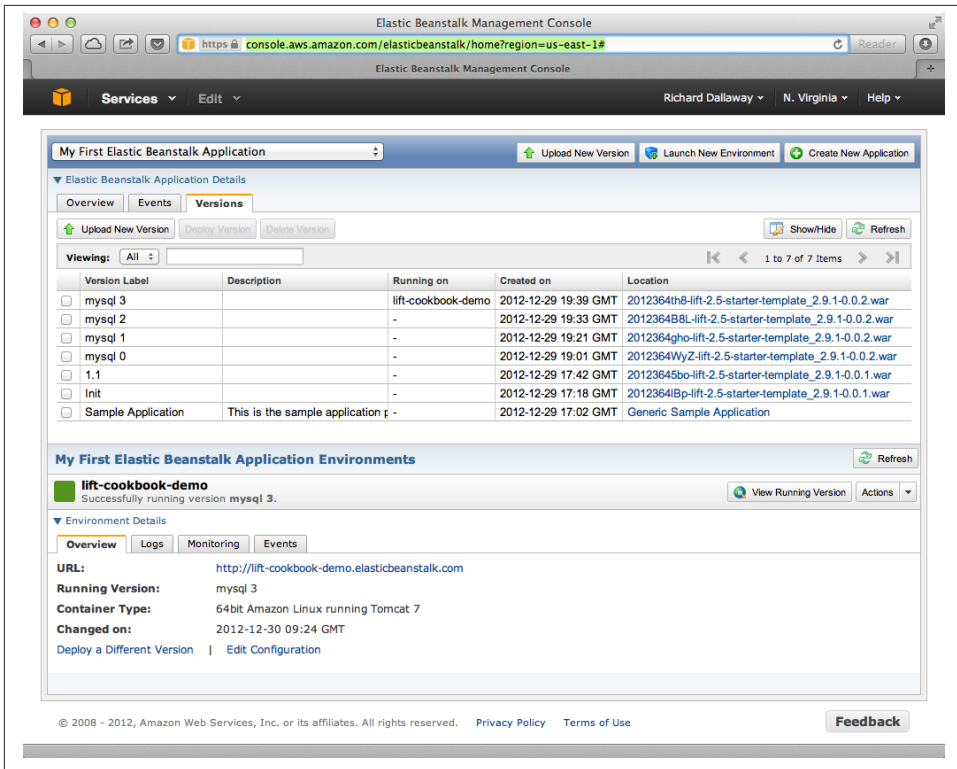 Elastic Beanstalk Management Console
https console.aws.amazon.com/elasticbeanstalk/home?region=us-east-1# Reader
Elastic Beanstalk Management Console
Services Edit Richard Dallaway N. Virginia Help
My First Elastic Beanstalk Application Upload New Version Launch New Environment Create New Application
Elastic Beanstalk Application Details
Overview Events Versions
Upload New Version Deploy Version Delete Version Show/Hide Refresh
Viewing: All 1 to 7 of 7 Items
Version Label Description Running on Created on Location
mysql 3 lift-cookbook-demo 2012-12-29 19:39 GMT 2012364th8-lift-2.5-starter-template_2.9.1-0.0.2.war
mysql 2 - 2012-12-29 19:33 GMT 2012364B8L-lift-2.5-starter-template_2.9.1-0.0.2.war
mysql 1 - 2012-12-29 19:21 GMT 2012364gho-lift-2.5-starter-template_2.9.1-0.0.2.war
mysql 0 - 2012-12-29 19:01 GMT 2012364WyZ-lift-2.5-starter-template_2.9.1-0.0.2.war
1.1 - 2012-12-29 17:42 GMT 20123645bo-lift-2.5-starter-template_2.9.1-0.0.1.war
Init - 2012-12-29 17:18 GMT 2012364lBp-lift-2.5-starter-template_2.9.1-0.0.1.war
Sample Application This is the sample application p - 2012-12-29 17:02 GMT Generic Sample Application
My First Elastic Beanstalk Application Environments Refresh
lift-cookbook-demo
Successfully running version mysql 3. View Running Version Actions
Environment Details
Overview Logs Monitoring Events
URL: http://lift-cookbook-demo.elasticbeanstalk.com
Running Version: mysql 3
Container Type: 64bit Amazon Linux running Tomcat 7
Changed on: 2012-12-30 09:24 GMT
Deploy a Different Version | Edit Configuration
© 2008 - 2012, Amazon Web Services, Inc. or its affiliates. All rights reserved. Privacy Policy Terms of Use Feedback